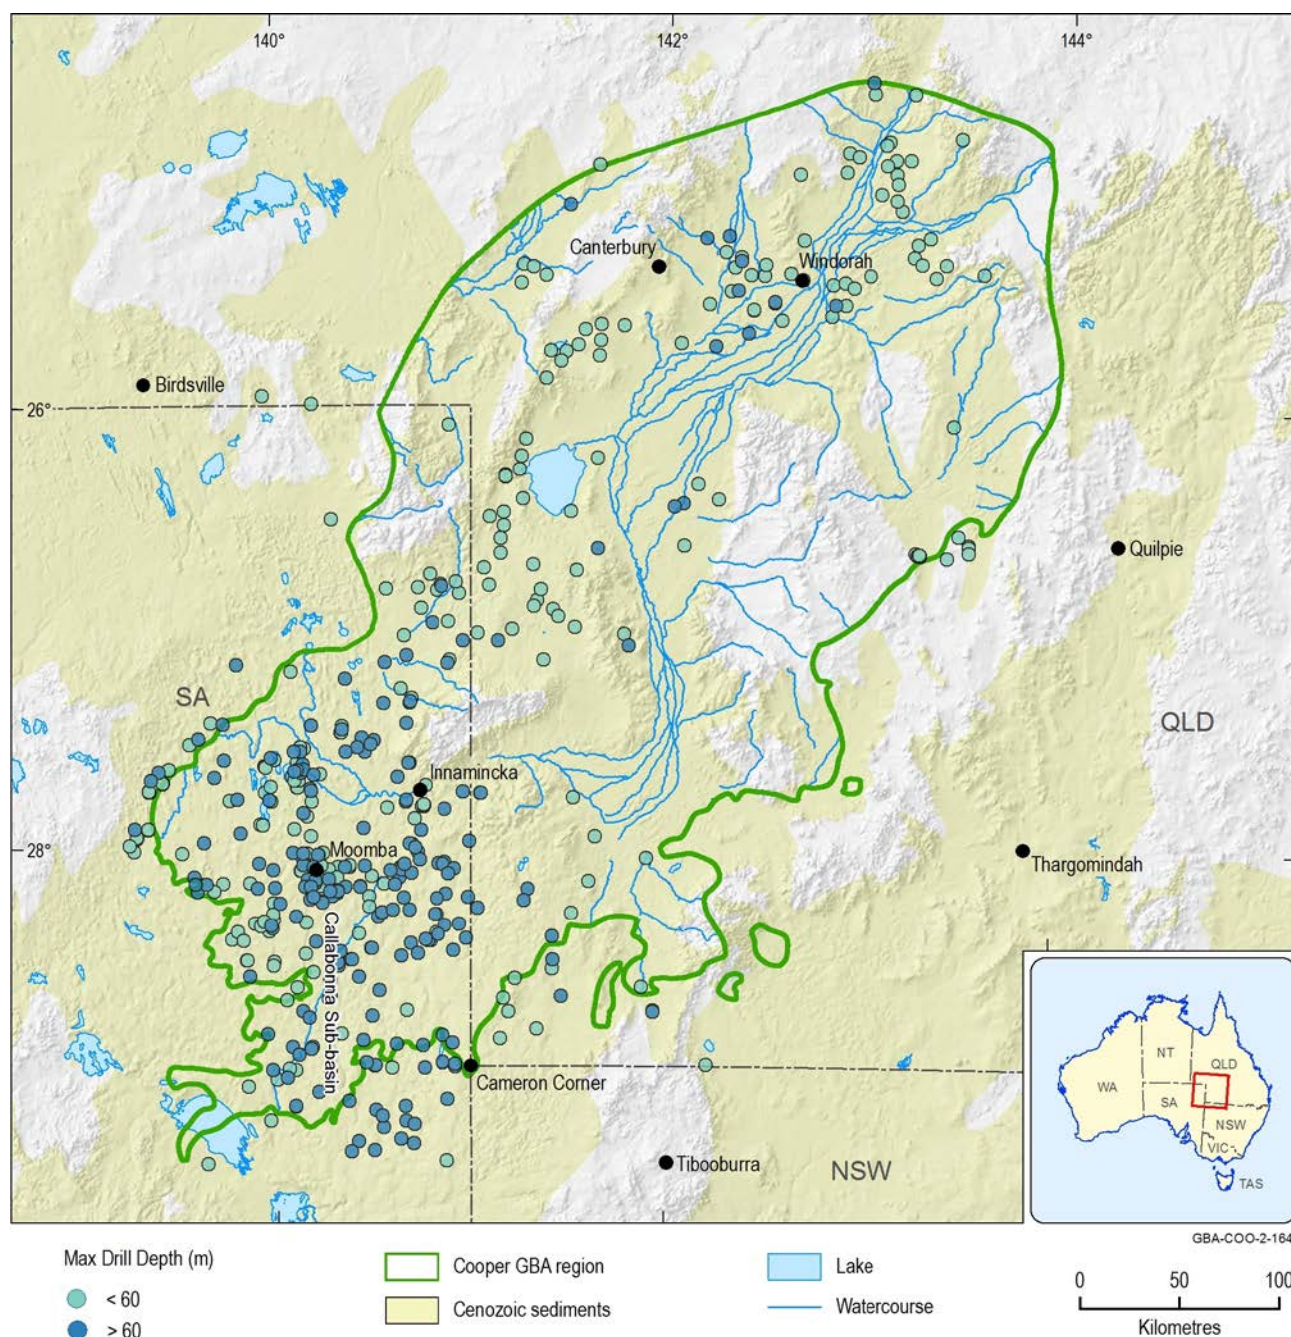 140°
142°
144°
Canterbury
Windorah
Birdsville
26°
Quilpie
SA
QLD
Innamincka
28°
Moomba
Thargomindah
Callabonna Sub-basin
Cameron Corner
Tibooburra
NSW
NT
QLD
WA
SA
NSW
VIC
TAS
GBA-COO-2-164
Max Drill Depth (m)
< 60
> 60
Cooper GBA region
Cenozoic sediments
Lake
Watercourse
0 50 100
Kilometres